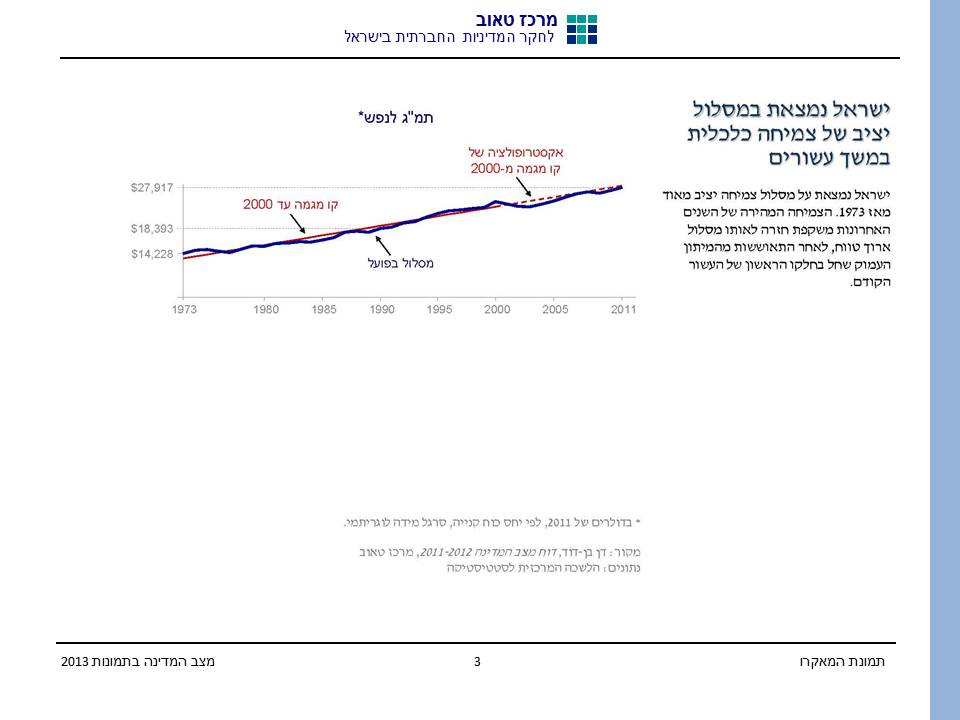 מרכז טאוב
לחקר המדיניות החברתית בישראל
ישראל נמצאת במסלול
יציב של צמיחה כלכלית
במשך עשורים
ישראל נמצאת על מסלול צמיחה יציב מאוד
מאז 1973. הצמיחה המהירה של השנים
האחרונות משקפת חזרה לאותו מסלול
ארוך טווח, לאחר התאוששות מהמיתון
העמוק שחל בחלקו הראשון של העשור
הקודם.
תמ"ג לנפש*
אקסטרופולציה של
קו מגמה מ-2000
קו מגמה עד 2000
מסלול בפועל
$27,917
$18,393
$14,228
1973 1980 1985 1990 1995 2000 2005 2011
* בדולרים של 2011, לפי יחס כוח קנייה, סרגל מידה לוגריתמי.
מקור: דן בן-דוד, דוח מצב המדינה 2011-2012, מרכז טאוב
נתונים: הלשכה המרכזית לסטטיסטיקה
תמונת המאקרו
3
מצב המדינה בתמונות 2013